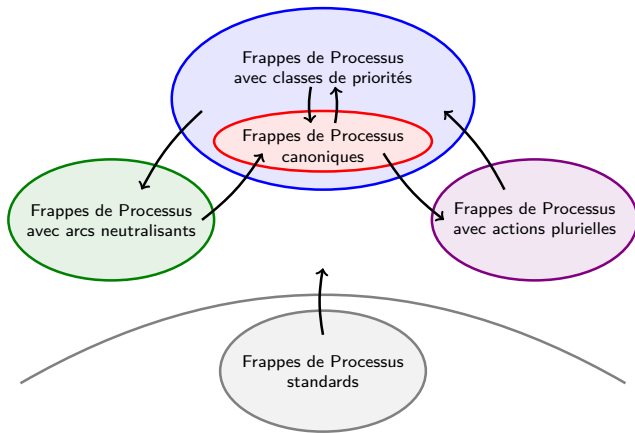 Frappes de Processus
avec classes de priorités
Frappes de Processus
canoniques
Frappes de Processus
avec arcs neutralisants
Frappes de Processus
avec actions plurielles
Frappes de Processus
standards